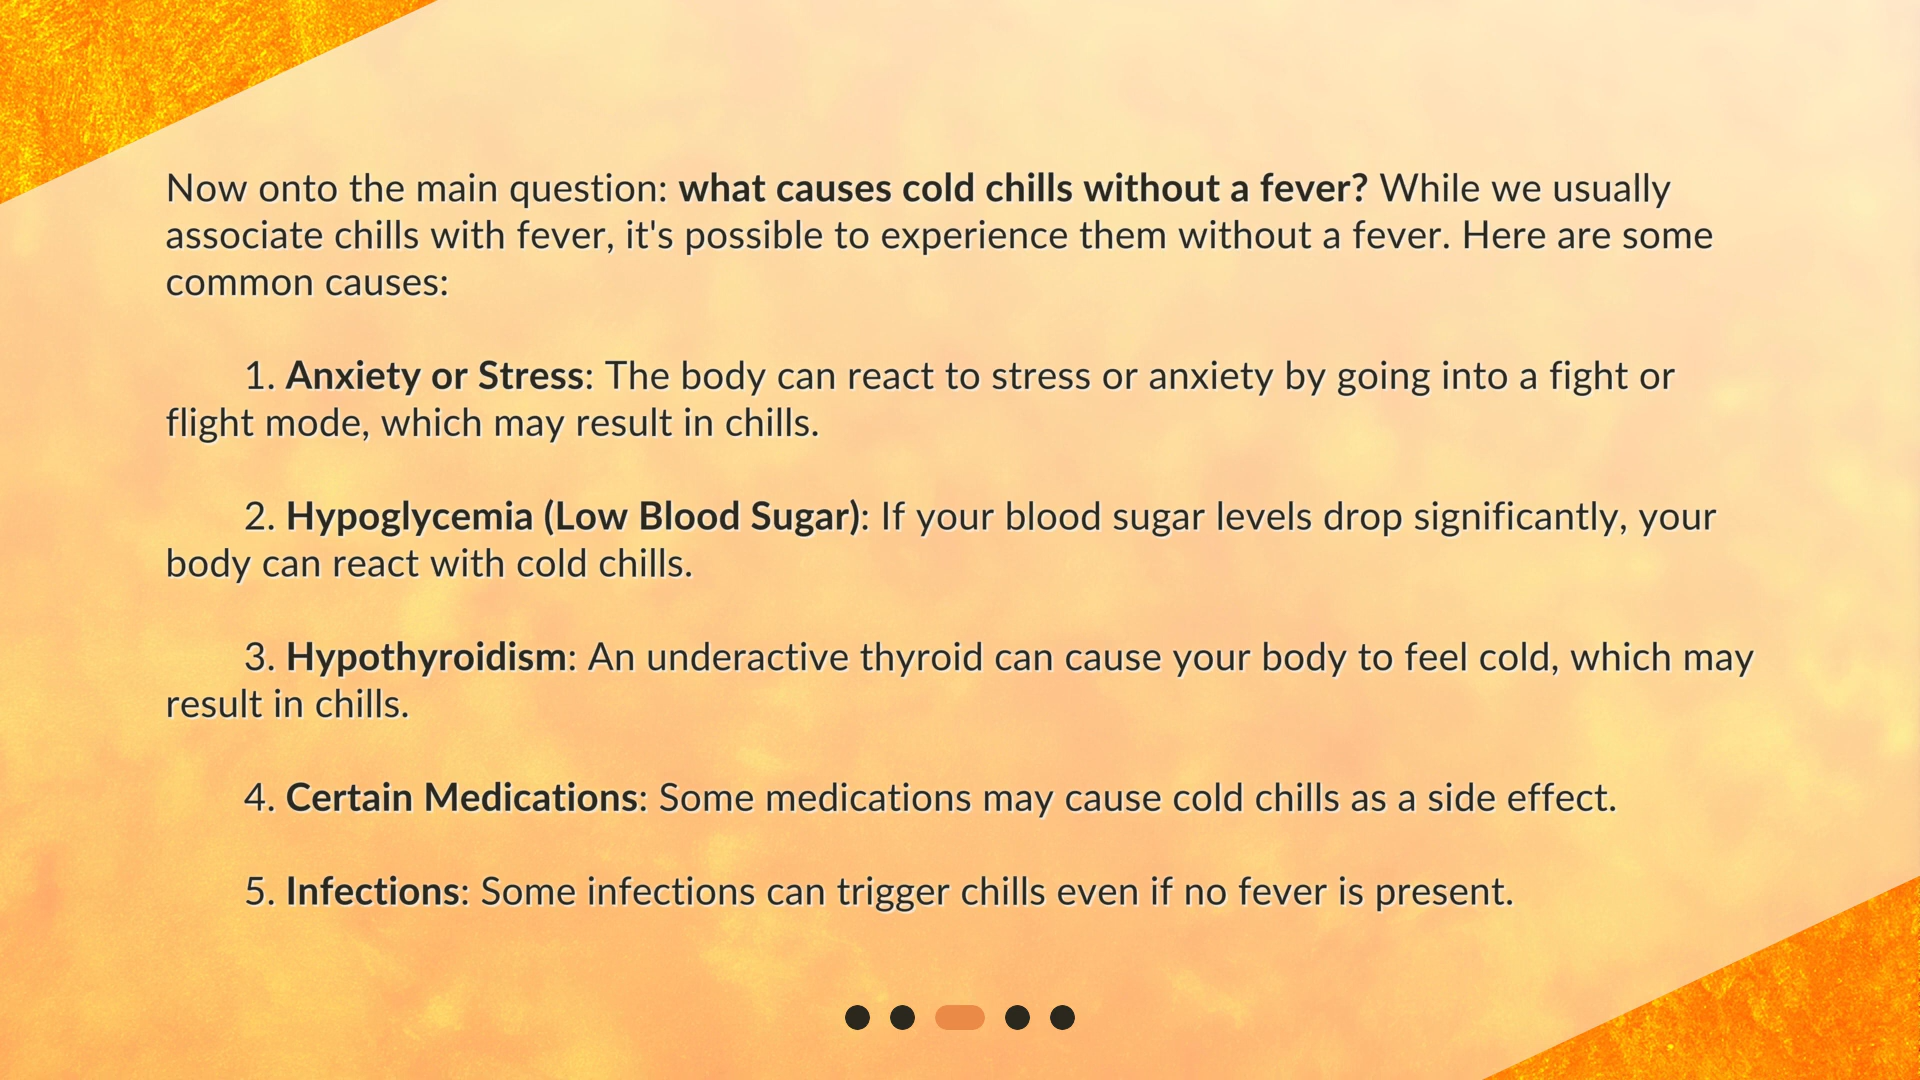 Now onto the main question: what causes cold chills without a fever? While we usually
associate chills with fever, it's possible to experience them without a fever. Here are some
common causes:
1. Anxiety or Stress: The body can react to stress or anxiety by going into a fight or
flight mode, which may result in chills.
2. Hypoglycemia (Low Blood Sugar): If your blood sugar levels drop significantly, your
body can react with cold chills.
3. Hypothyroidism: An underactive thyroid can cause your body to feel cold, which may
result in chills.
4. Certain Medications: Some medications may cause cold chills as a side effect.
5. Infections: Some infections can trigger chills even if no fever is present.